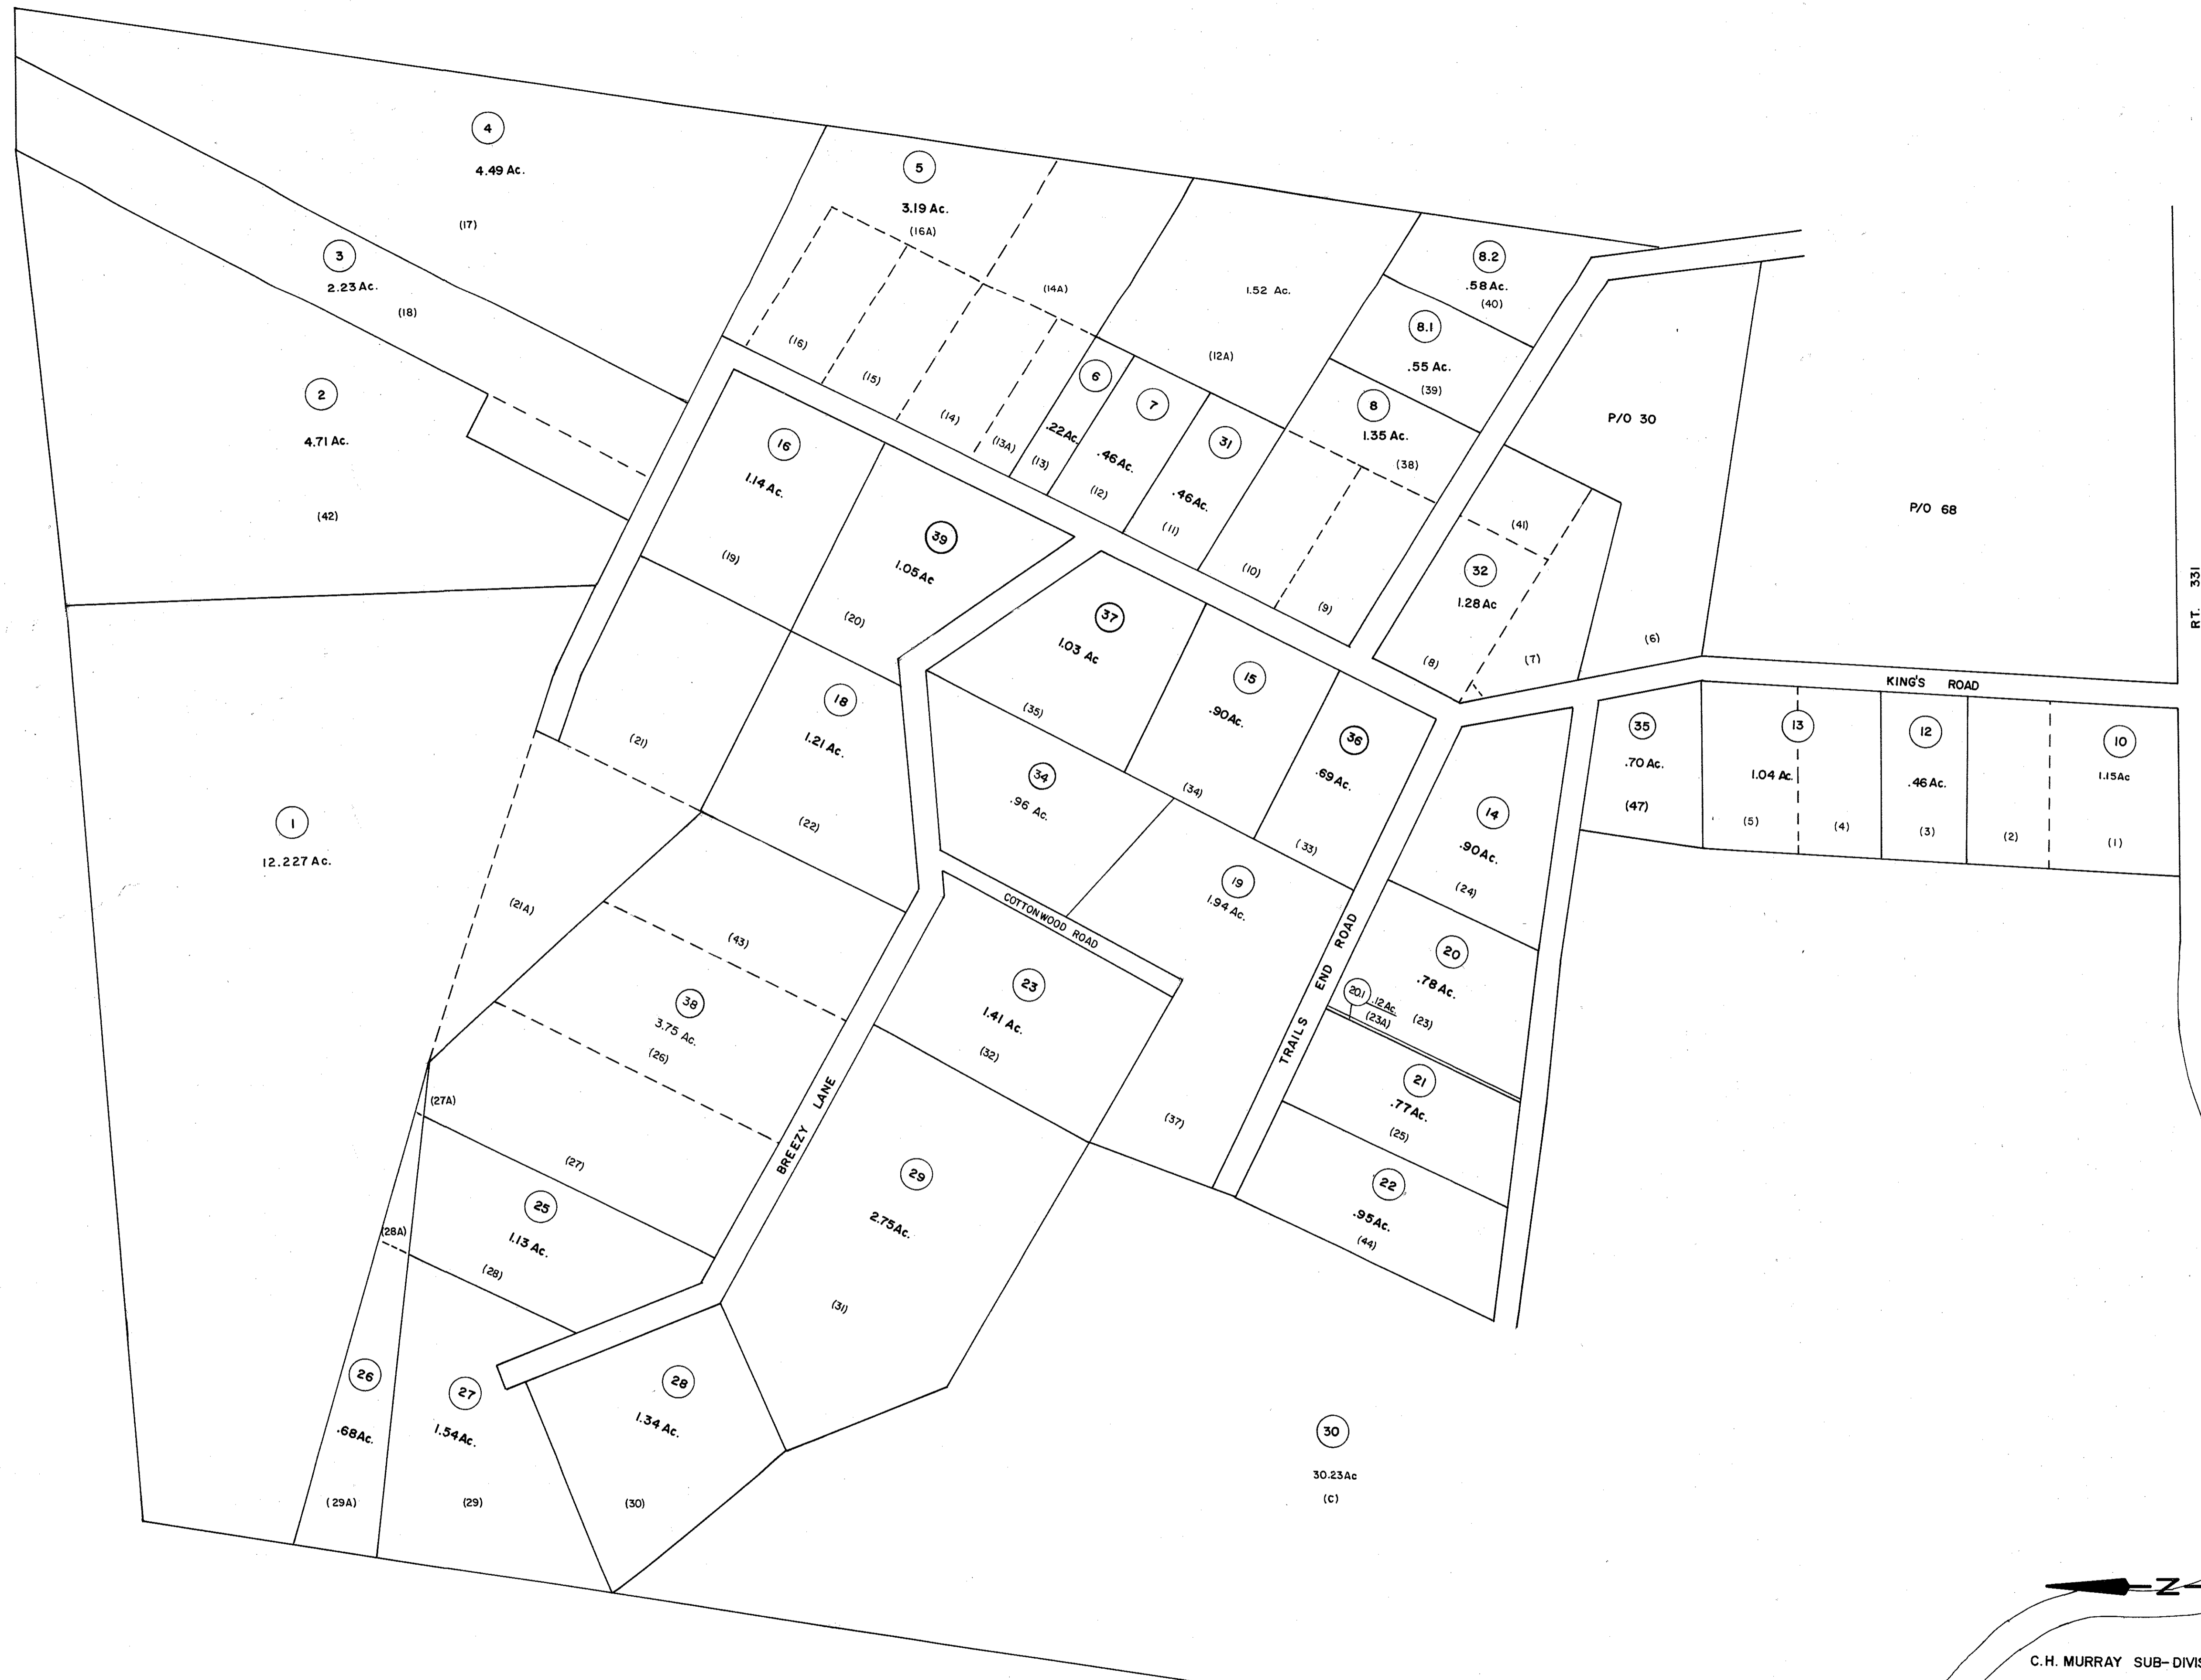 4
4.49 Ac.
(17)
3
2.23 Ac.
(18)
2
4.71 Ac.
(42)
1
12.227 Ac.
5
3.19 Ac.
(16A)
(14A)
(16)
(15)
(14)
(13A)
6
.22 Ac.
(13)
7
.46 Ac.
(12)
31
.46 Ac.
(11)
1.52 Ac.
(12A)
8.2
.58 Ac.
(40)
8.1
.55 Ac.
(39)
8
1.35 Ac.
(38)
(10)
(9)
P/O 30
P/O 68
RT. 331
(41)
32
1.28 Ac
(8)
(7)
(6)
KING'S ROAD
35
.70 Ac.
(47)
13
1.04 Ac.
(5)
(4)
12
.46 Ac.
(3)
(2)
10
1.15 Ac
(1)
16
1.14 Ac.
(19)
39
1.05 Ac
(20)
(21)
18
1.21 Ac.
(22)
37
1.03 Ac
(35)
15
.90 Ac.
(34)
36
.69 Ac.
(33)
34
.96 Ac.
19
1.94 Ac.
(37)
COTTONWOOD ROAD
TRAILS END ROAD
14
.90 Ac.
(24)
20
.78 Ac.
(23)
20.1
.12 Ac.
(23A)
21
.77 Ac.
(25)
22
.95 Ac.
(44)
(21A)
(43)
38
3.75 Ac.
(26)
(27A)
(27)
23
1.41 Ac.
(32)
BREEZY LANE
25
1.13 Ac.
(28)
(28A)
29
2.75 Ac.
(31)
26
.68 Ac.
(29A)
27
1.54 Ac.
(29)
28
1.34 Ac.
(30)
30
30.23 Ac
(C)
N
C.H. MURRAY SUB-DIVIS